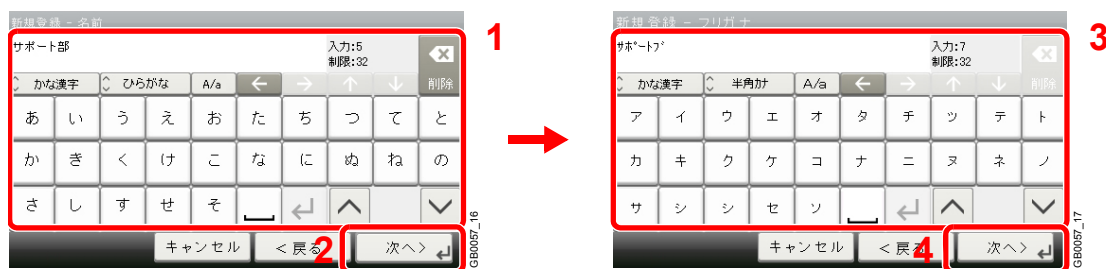 新規登録 - 名前
サポート部
入力:5
制限:32
かな漢字 ひらがな A/a ← → ↑ ↓ 削除
あ い う え お た ち つ て と
か き く け こ な に ぬ ね の
さ し す せ そ
キャンセル < 戻る 次へ >
1
2
GB0057_16
新規登録 - フリガナ
ｻﾎﾟｰﾄﾌﾞ
入力:7
制限:32
かな漢字 半角ｶﾅ A/a ← → ↑ ↓ 削除
ア イ ウ エ オ タ チ ツ テ ト
カ キ ク ケ コ ナ ニ ヌ ネ ノ
サ シ シ セ ソ
キャンセル < 戻る 次へ >
3
4
GB0057_17